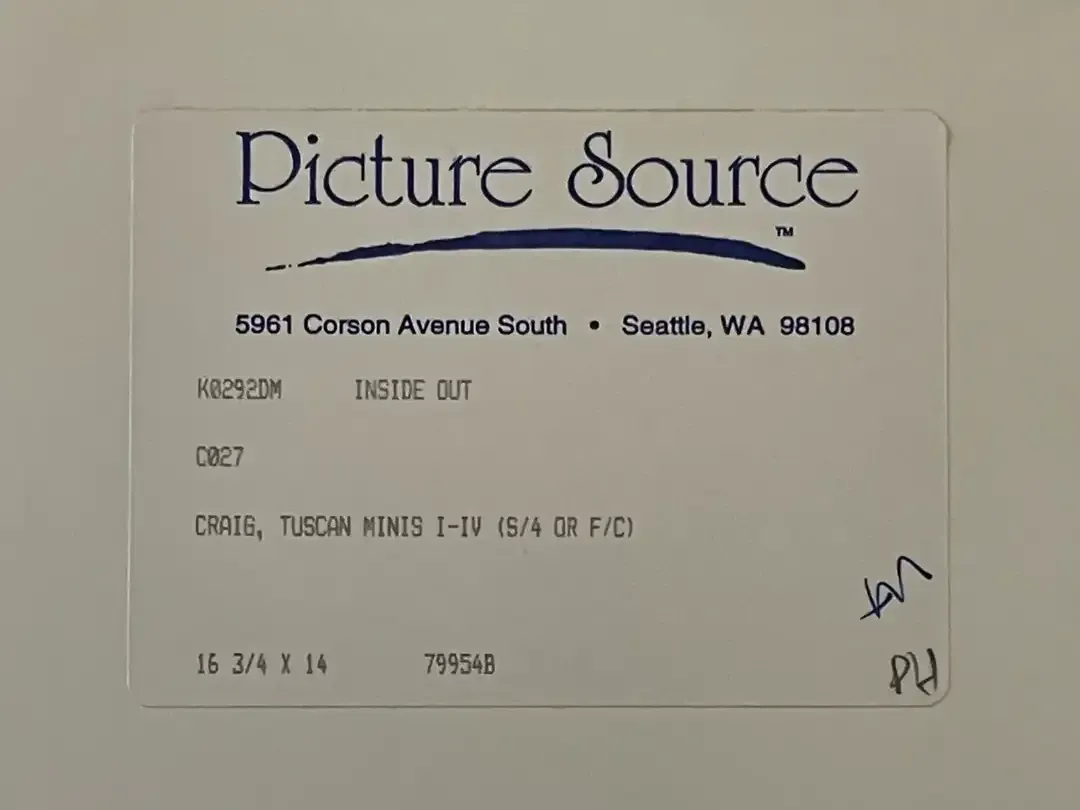 Picture Source
TM
5961 Corson Avenue South • Seattle, WA 98108
K0292DM INSIDE OUT
C027
CRAIG, TUSCAN MINIS I-IV (S/4 OR F/C)
16 3/4 X 14 79954B
PH